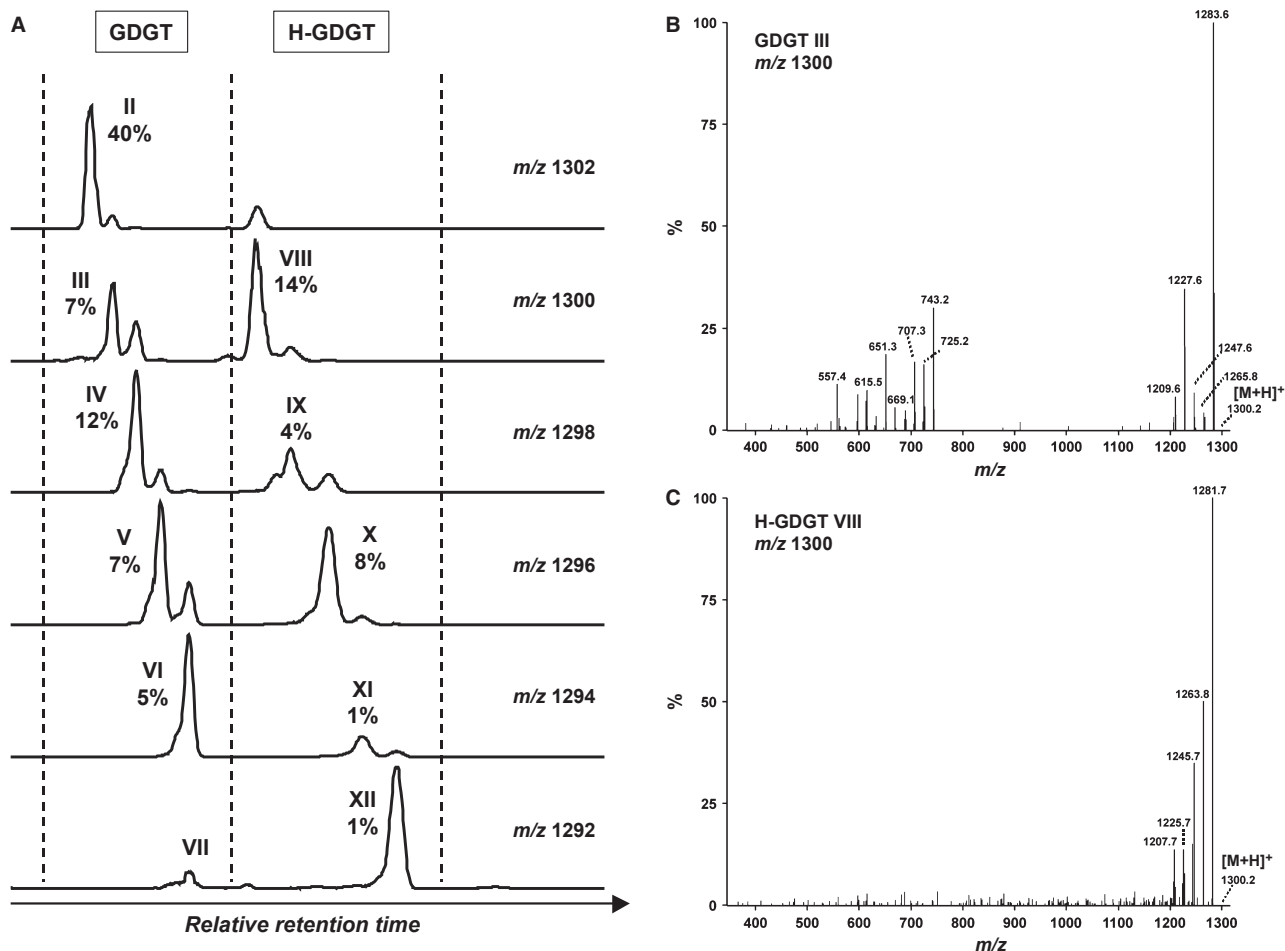 A
GDGT
H-GDGT
II
40%
m/z 1302
III
7%
VIII
14%
m/z 1300
IV
12%
IX
4%
m/z 1298
V
7%
X
8%
m/z 1296
VI
5%
XI
1%
m/z 1294
VII
XII
1%
m/z 1292
Relative retention time
B
GDGT III
m/z 1300
100
75
50
25
0
%
1283.6
1227.6
1247.6
1265.8
1209.6
[M+H]+
1300.2
743.2
707.3
725.2
651.3
669.1
615.5
557.4
400 500 600 700 800 900 1000 1100 1200 1300
m/z
C
H-GDGT VIII
m/z 1300
100
75
50
25
0
%
1281.7
1263.8
1245.7
1225.7
1207.7
[M+H]+
1300.2
400 500 600 700 800 900 1000 1100 1200 1300
m/z